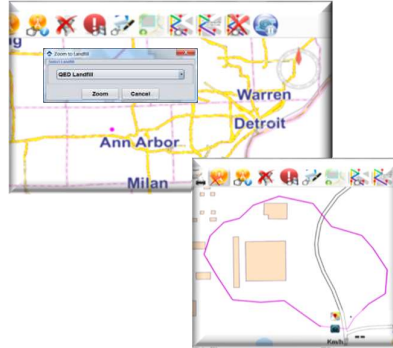 Zoom to Landfill
Select Landfill
QED Landfill
Zoom Cancel
Warren
Detroit
Ann Arbor
Milan